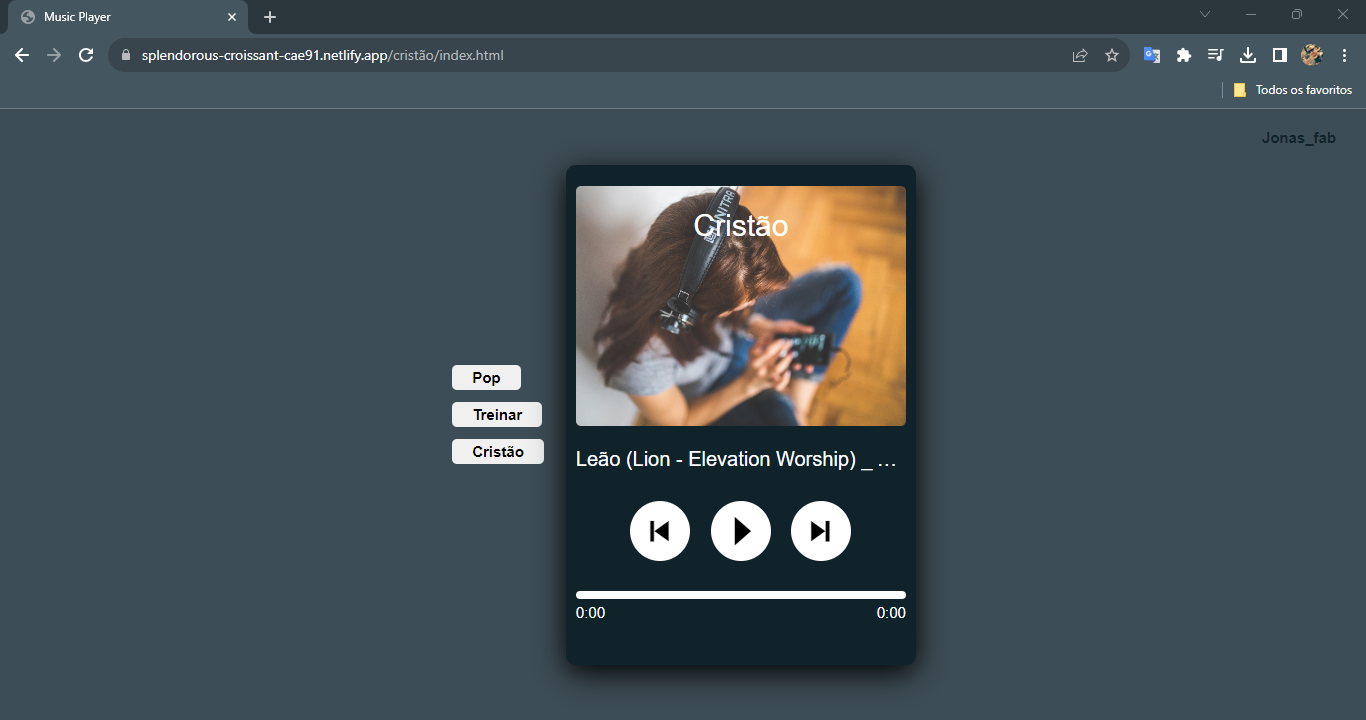 Music Player
splendorous-croissant-cae91.netlify.app/cristão/index.html
Todos os favoritos
Jonas_fab
UNITRA
Cristão
Pop
Treinar
Cristão
Leão (Lion - Elevation Worship) _ ...
0:00
0:00